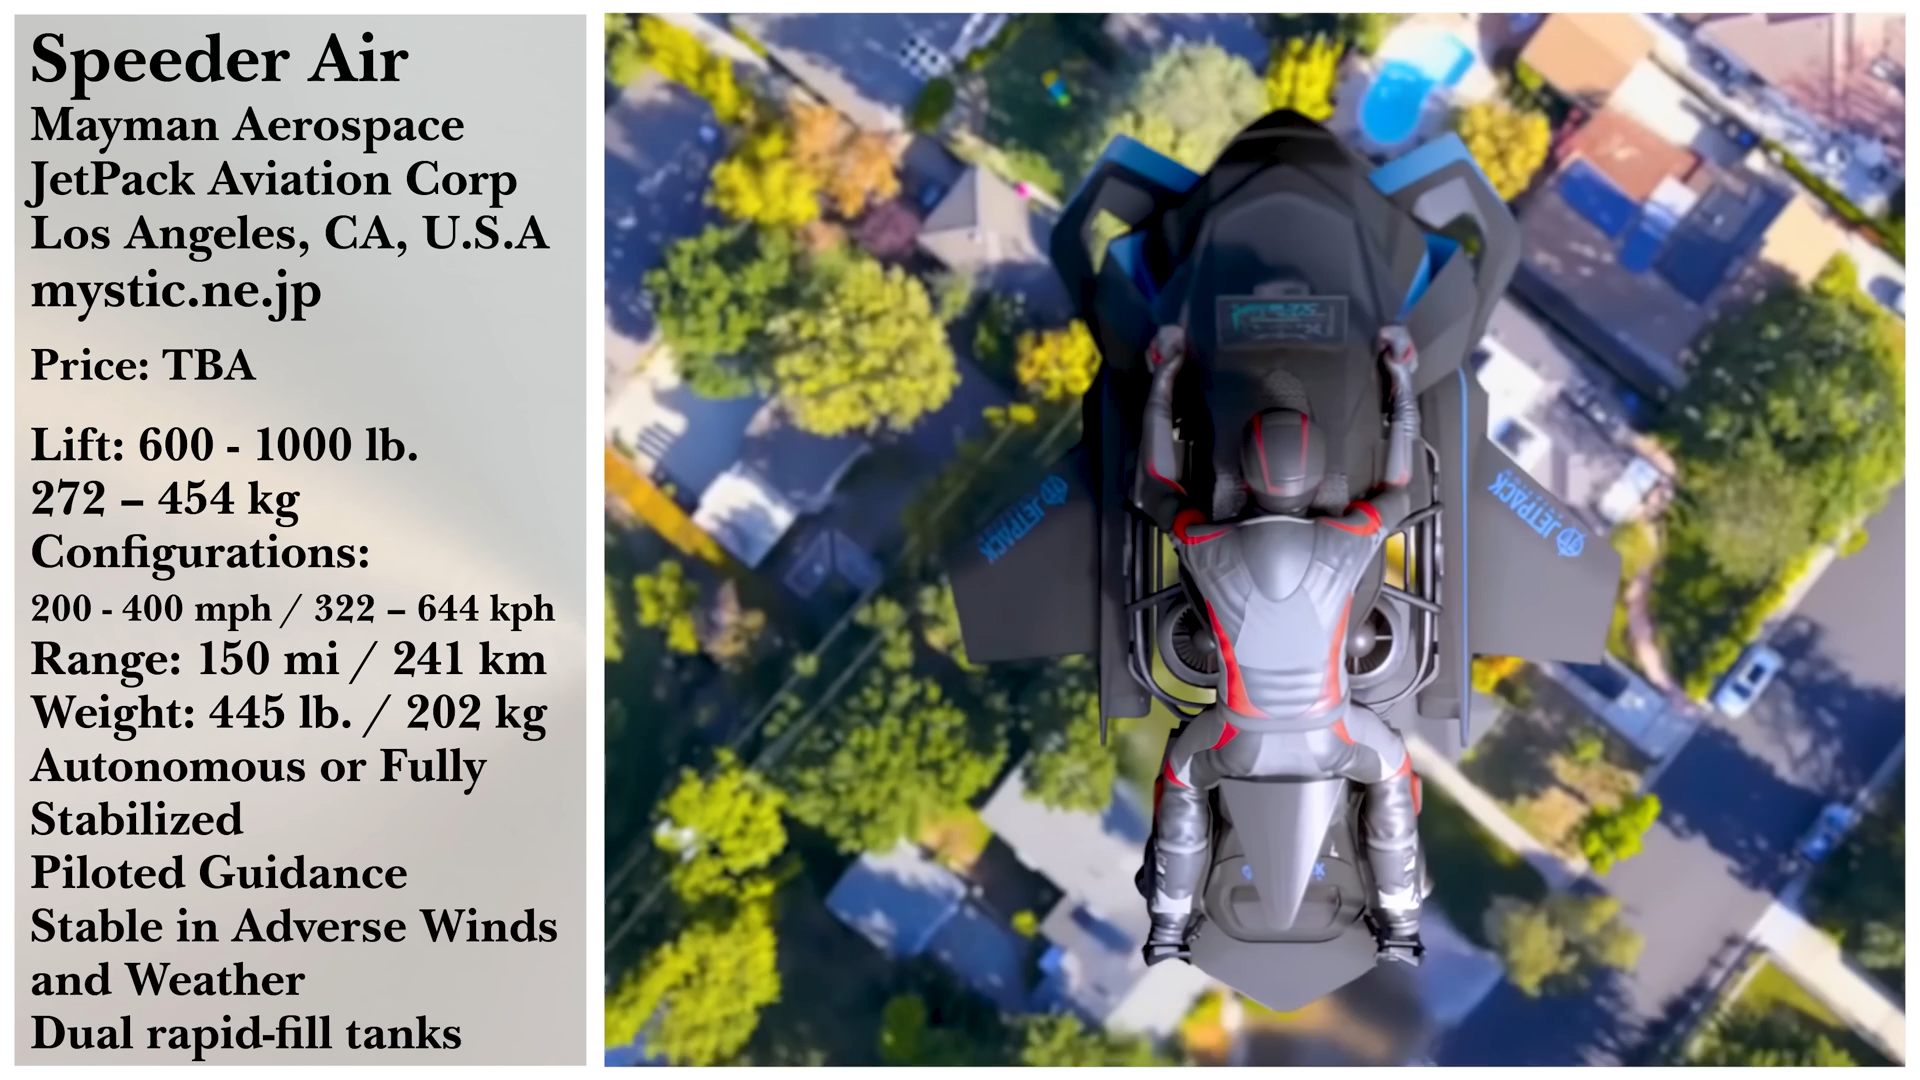 Speeder Air
Mayman Aerospace
JetPack Aviation Corp
Los Angeles, CA, U.S.A
mystic.ne.jp
Price: TBA
Lift: 600 - 1000 lb.
272 – 454 kg
Configurations:
200 - 400 mph / 322 – 644 kph
Range: 150 mi / 241 km
Weight: 445 lb. / 202 kg
Autonomous or Fully
Stabilized
Piloted Guidance
Stable in Adverse Winds
and Weather
Dual rapid-fill tanks
JETPACK
JETPACK